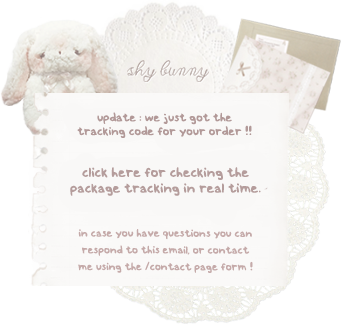 sky bunny
update : we just got the
tracking code for your order !!
click here for checking the
package tracking in real time.
in case you have questions you can
respond to this email, or contact
me using the /contact page form !